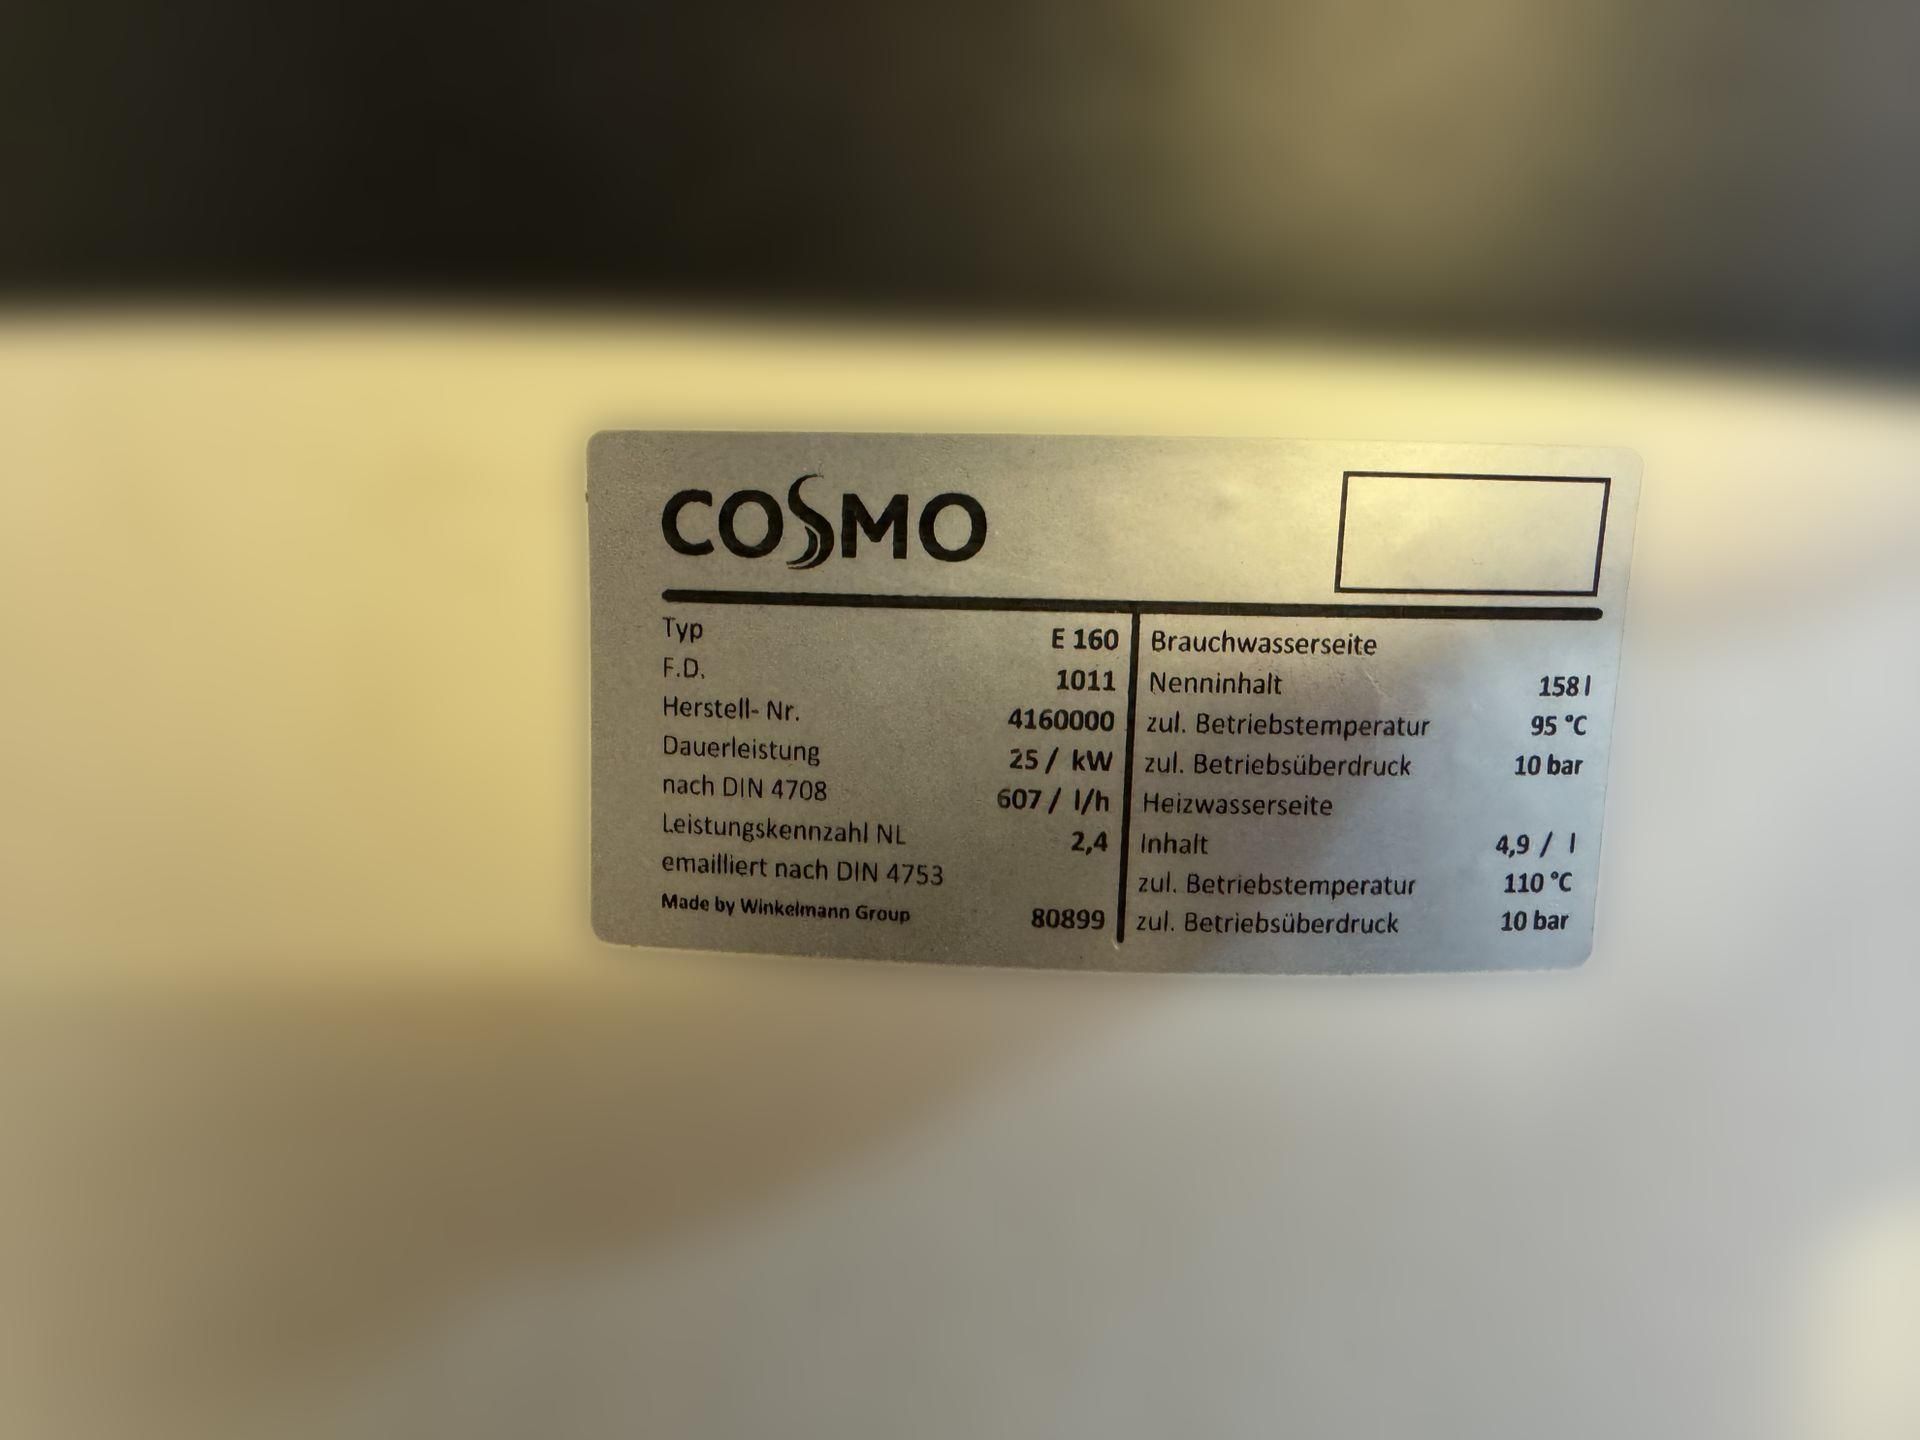 COSMO
Typ E 160
F.D. 1011
Herstell- Nr. 4160000
Dauerleistung 25 / kW
nach DIN 4708 607 / l/h
Leistungskennzahl NL 2,4
emailliert nach DIN 4753
Made by Winkelmann Group 80899
Brauchwasserseite
Nenninhalt 158 l
zul. Betriebstemperatur 95 °C
zul. Betriebsüberdruck 10 bar
Heizwasserseite
Inhalt 4,9 / l
zul. Betriebstemperatur 110 °C
zul. Betriebsüberdruck 10 bar